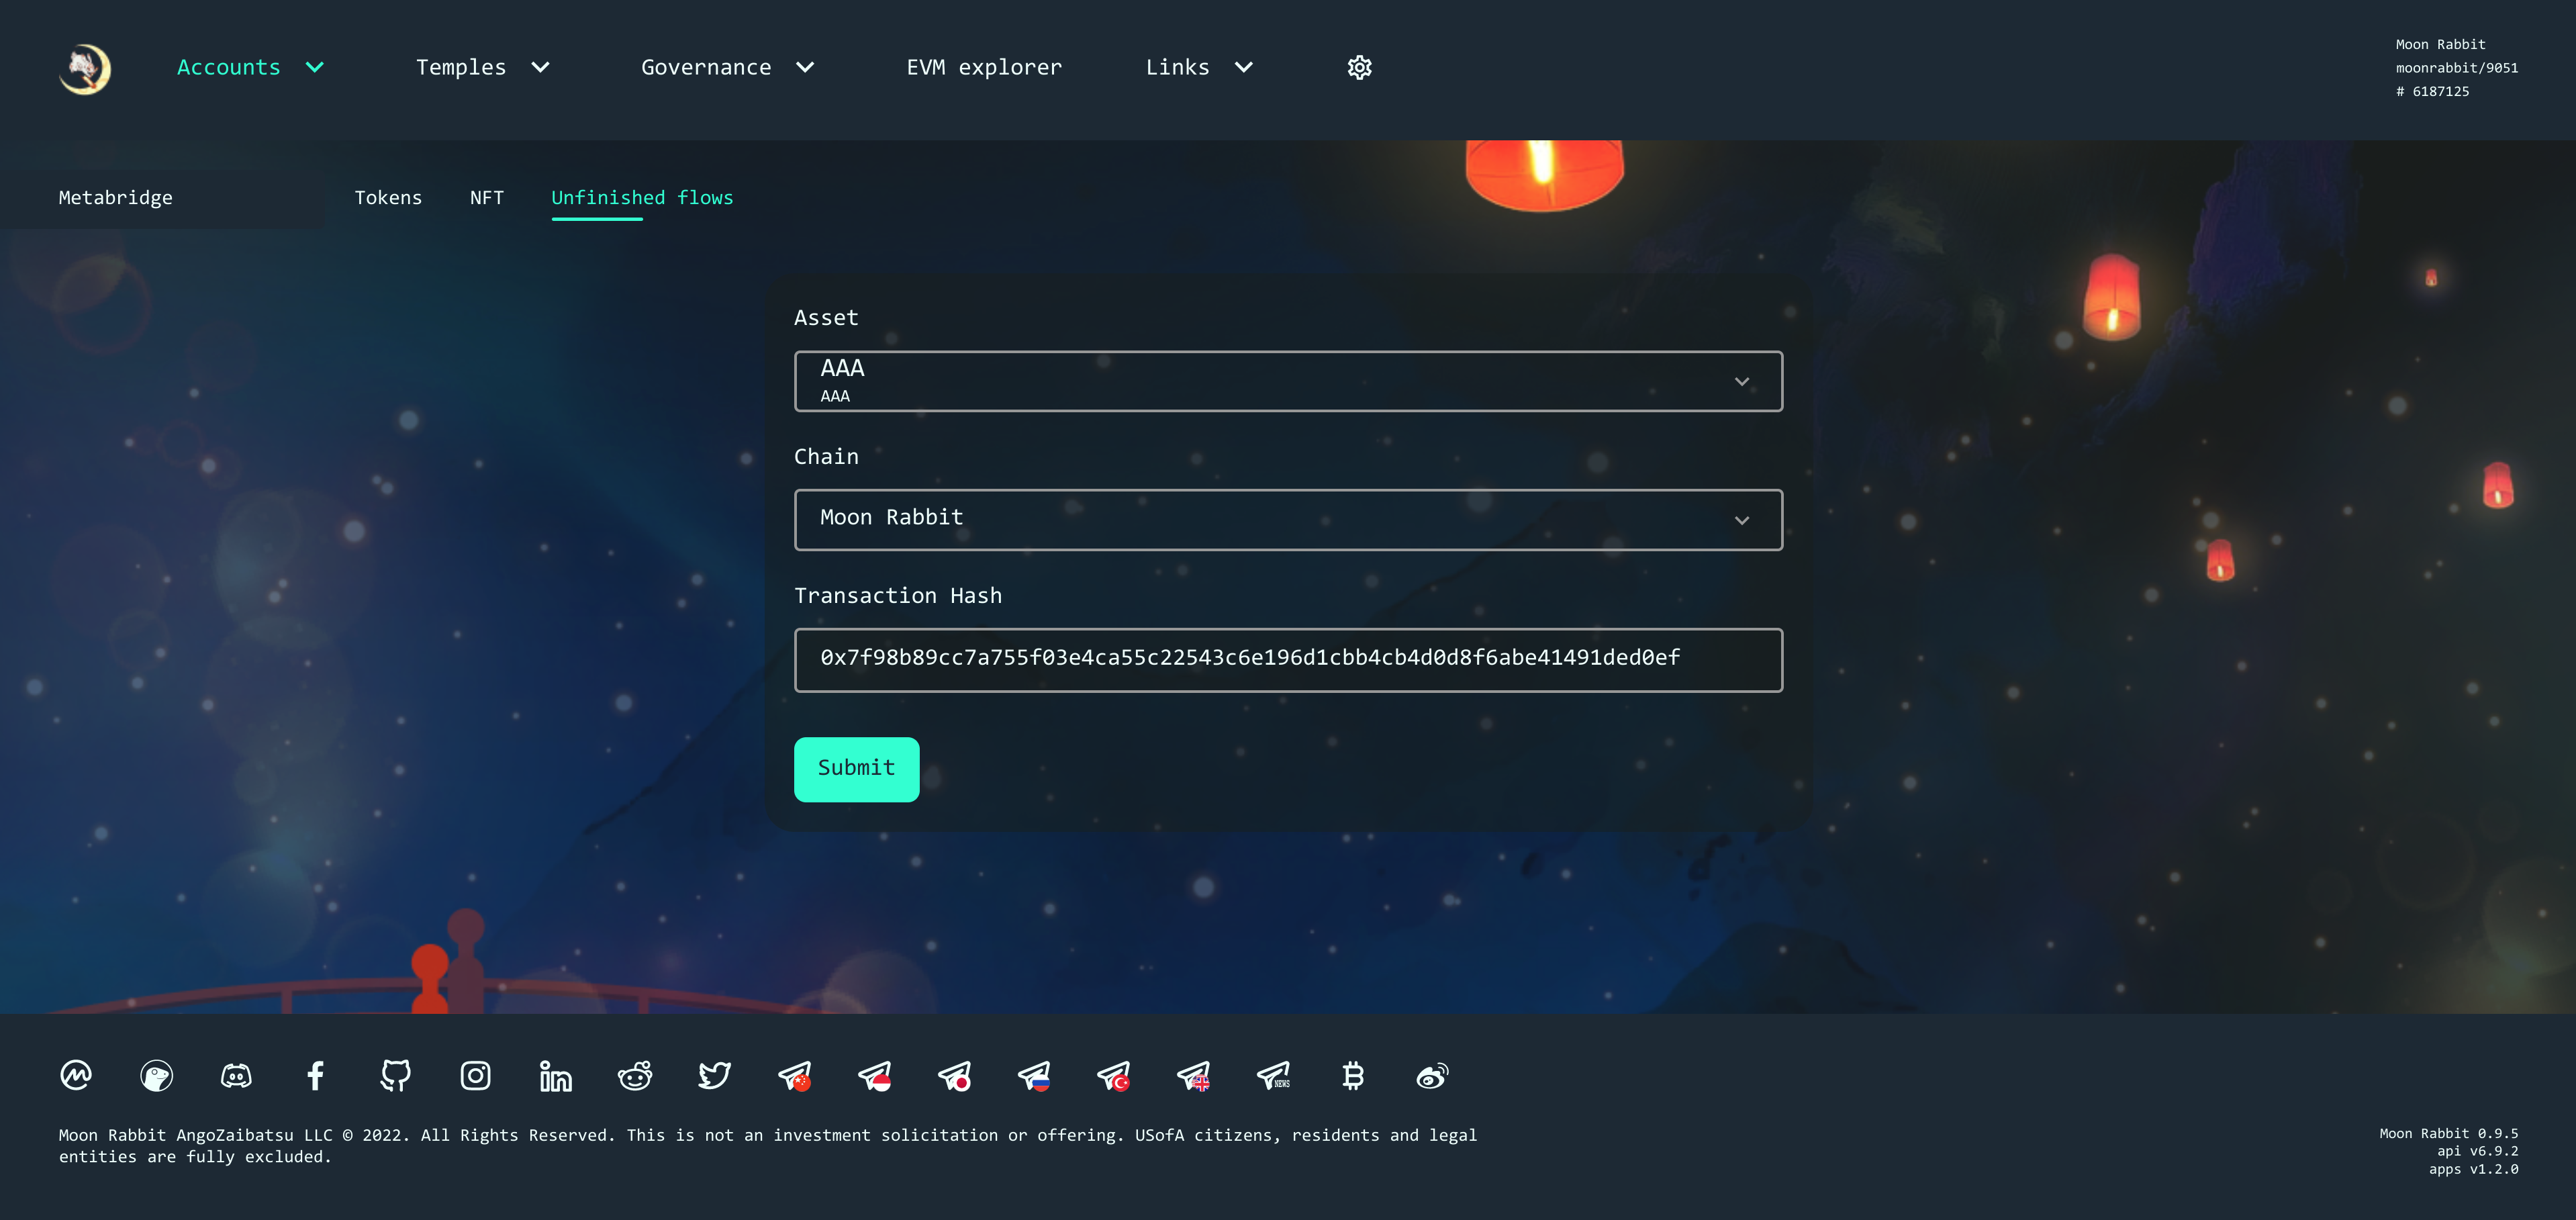 Accounts Temples Governance EVM explorer Links
Moon Rabbit
moonrabbit/9051
# 6187125
Metabridge Tokens NFT Unfinished flows
Asset
AAA
AAA
Chain
Moon Rabbit
Transaction Hash
0x7f98b89cc7a755f03e4ca55c22543c6e196d1cbb4cb4d0d8f6abe41491ded0ef
Submit
NEWS
Moon Rabbit AngoZaibatsu LLC © 2022. All Rights Reserved. This is not an investment solicitation or offering. USofA citizens, residents and legal
entities are fully excluded.
Moon Rabbit 0.9.5
api v6.9.2
apps v1.2.0